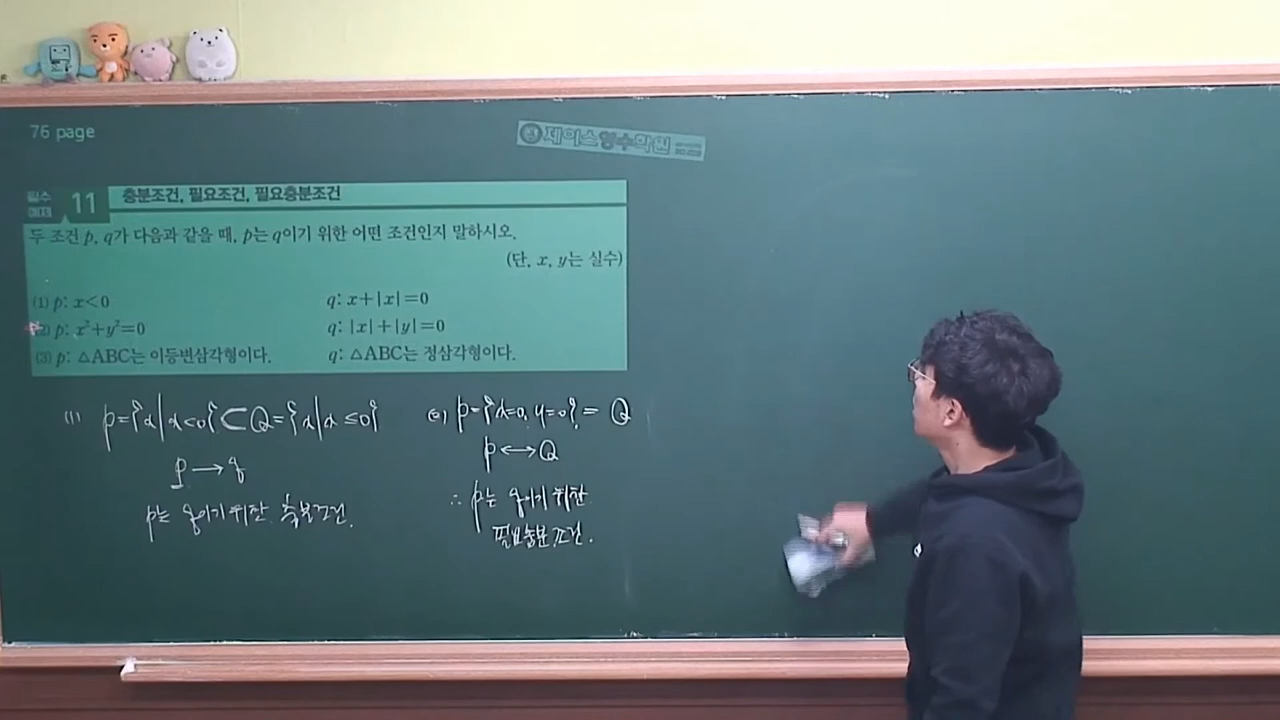 76 page
제이스영수학원
필수 예제 11 충분조건, 필요조건, 필요충분조건
두 조건 p, q가 다음과 같을 때, p는 q이기 위한 어떤 조건인지 말하시오.
(단, x, y는 실수)
(1) p: x<0 q: x+|x|=0
(2) p: x²+y²=0 q: |x|+|y|=0
(3) p: △ABC는 이등변삼각형이다. q: △ABC는 정삼각형이다.
(1) P={x|x<0}⊂Q={x|x≤0}
p→q
p는 q이기 위한 충분조건.
(2) P={x=0, y=0}=Q
p↔Q
∴ p는 q이기 위한
필요충분조건.